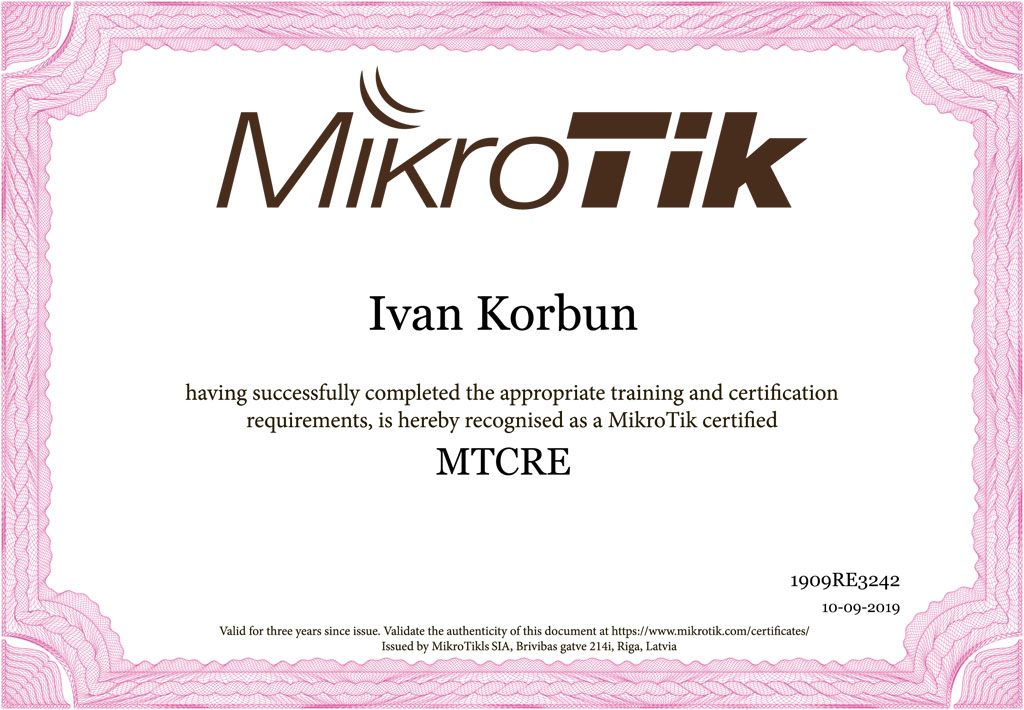 MikroTik
Ivan Korbun
having successfully completed the appropriate training and certification
requirements, is hereby recognised as a MikroTik certified
MTCRE
1909RE3242
10-09-2019
Valid for three years since issue. Validate the authenticity of this document at https://www.mikrotik.com/certificates/
Issued by MikroTikls SIA, Brivibas gatve 214i, Riga, Latvia